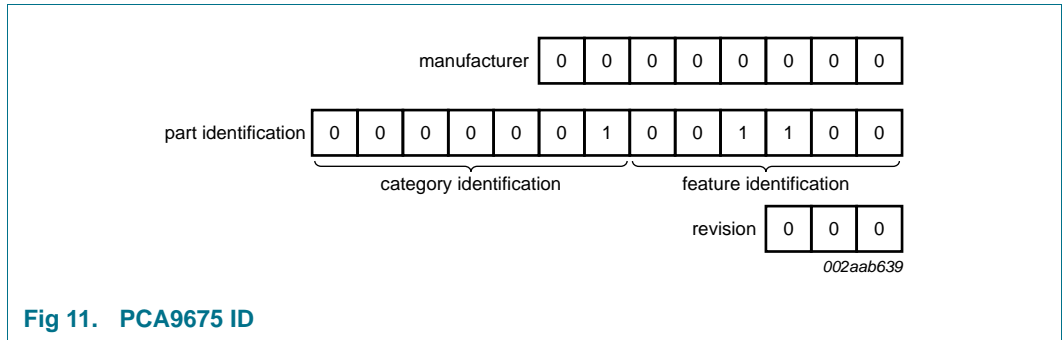 manufacturer 0 0 0 0 0 0 0 0
part identification 0 0 0 0 0 0 1 0 0 1 1 0 0
category identification feature identification
revision 0 0 0
002aab639
Fig 11. PCA9675 ID